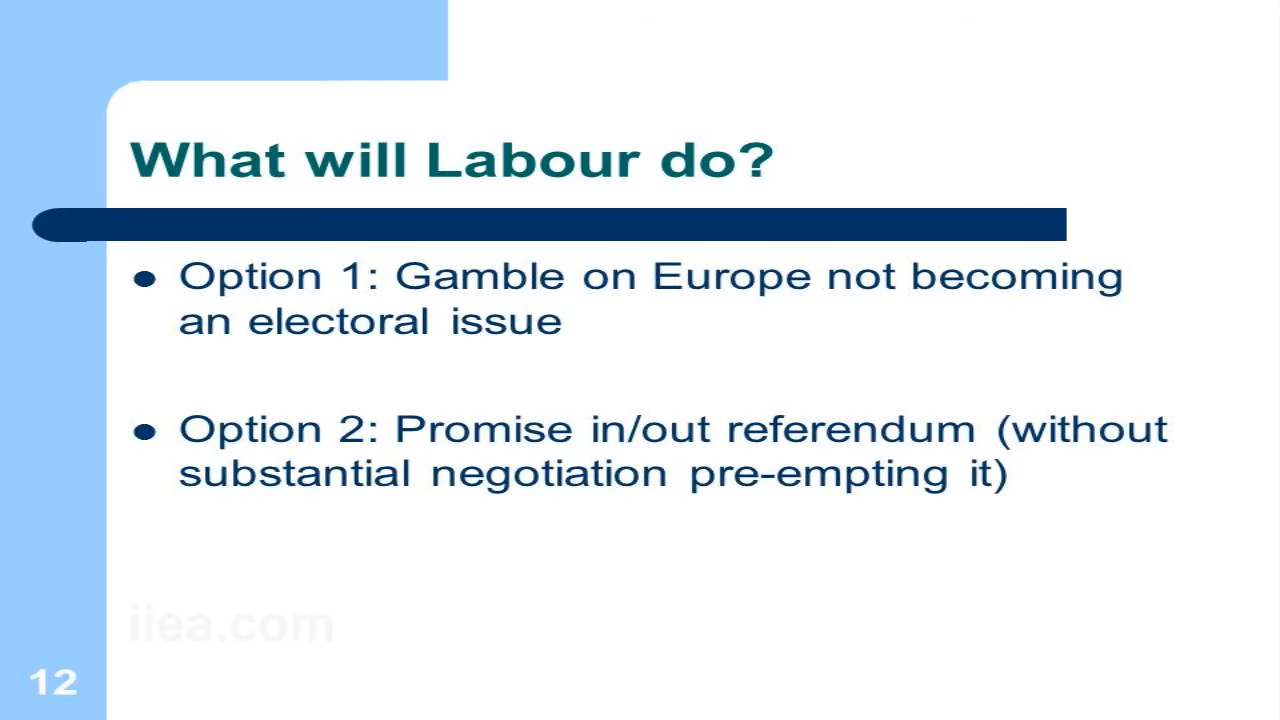 What will Labour do?
Option 1: Gamble on Europe not becoming
an electoral issue
Option 2: Promise in/out referendum (without
substantial negotiation pre-empting it)
iiea.com
12